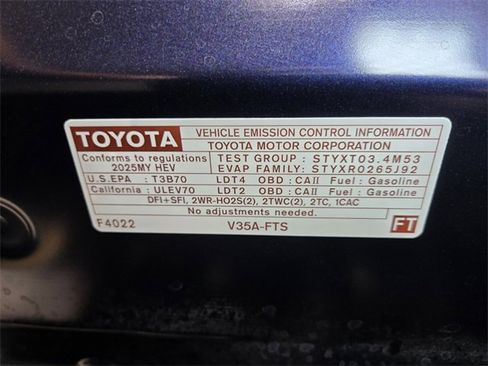 TOYOTA VEHICLE EMISSION CONTROL INFORMATION
TOYOTA MOTOR CORPORATION
Conforms to regulations
2025MY HEV
TEST GROUP : STYXT03.4M53
EVAP FAMILY: STYXR0265J92
U.S.EPA : T3B70 LDT4 OBD : CAII Fuel : Gasoline
California : ULEV70 LDT2 OBD : CAII Fuel : Gasoline
DFI+SFI, 2WR-HO2S(2), 2TWC(2), 2TC, 1CAC
No adjustments needed.
F4022 V35A-FTS FT